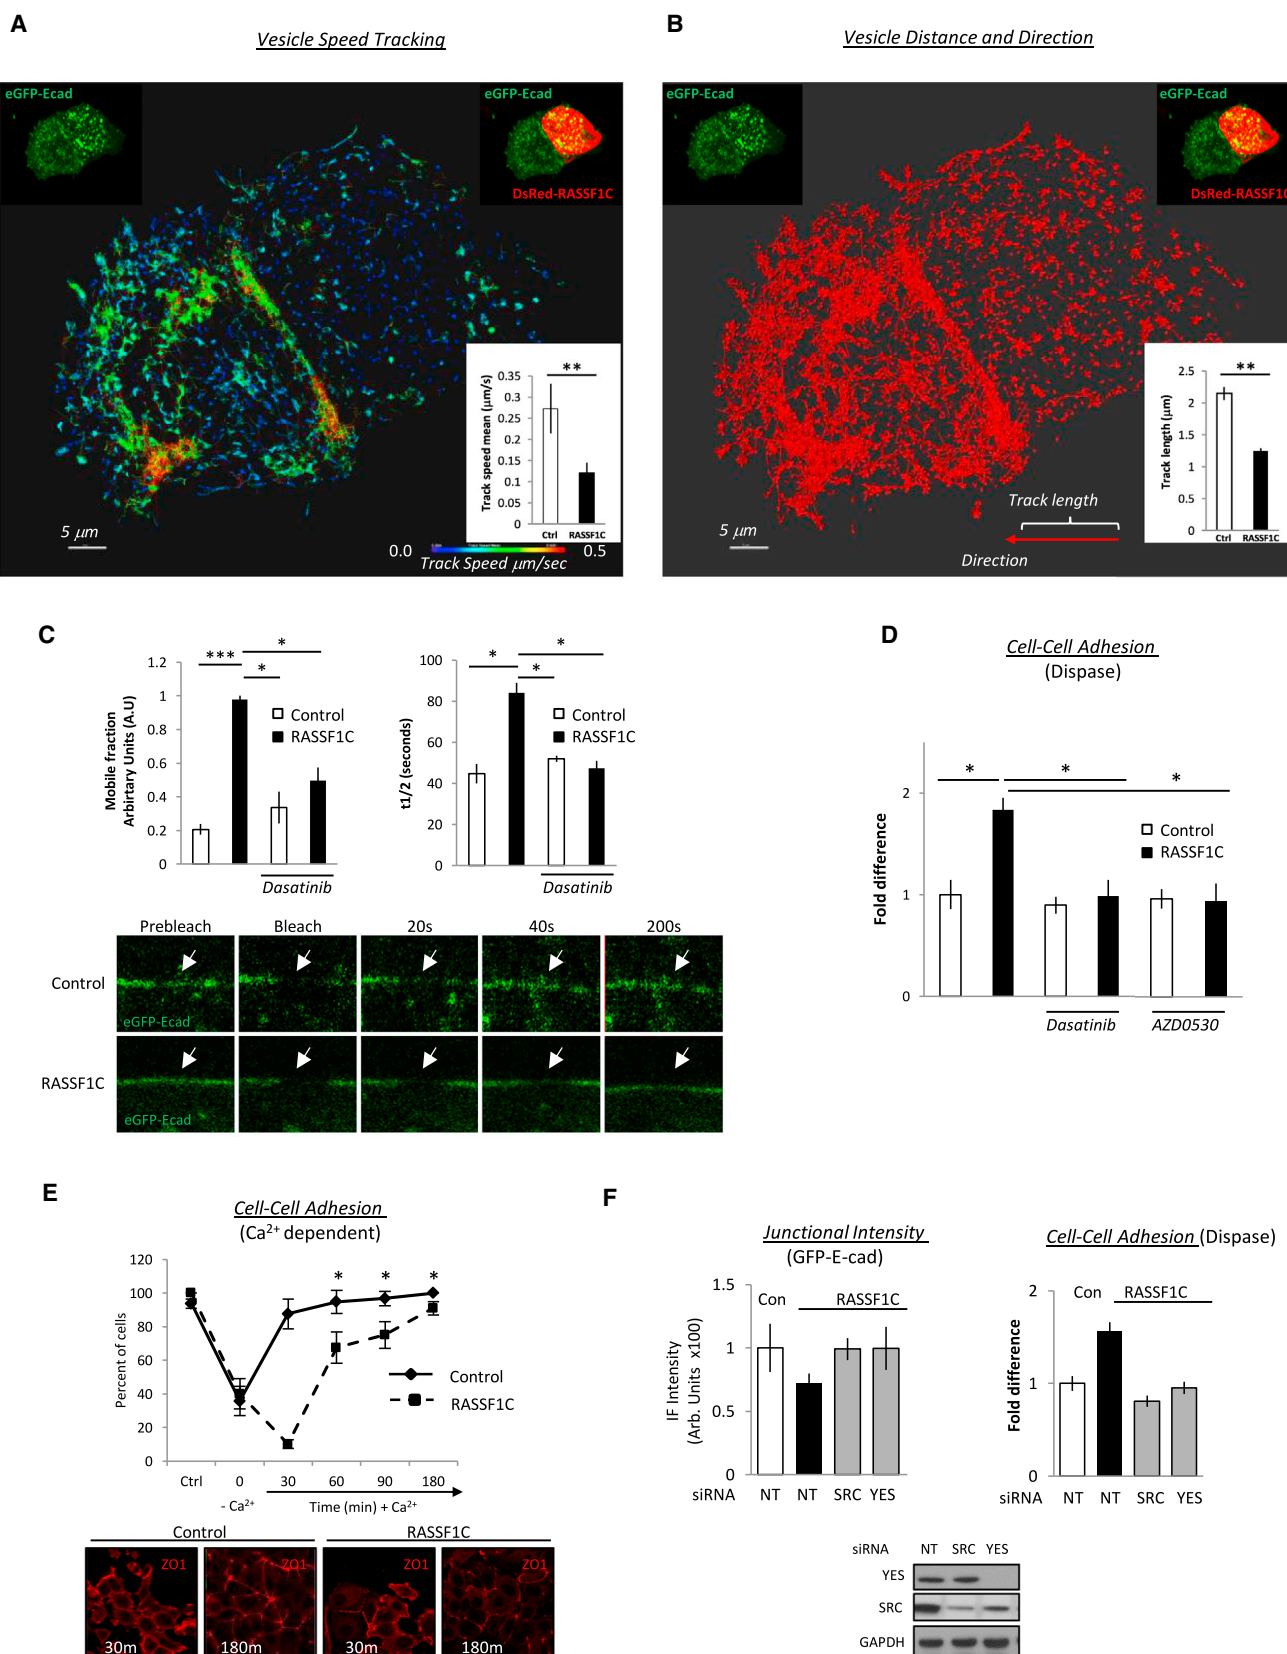 A
Vesicle Speed Tracking
eGFP-Ecad
eGFP-Ecad
DsRed-RASSF1C
5 μm
0.0
0.5
Track Speed μm/sec
Track speed mean (μm/s)
0.35
0.3
0.25
0.2
0.15
0.1
0.05
0
**
Ctrl RASSF1C
B
Vesicle Distance and Direction
eGFP-Ecad
eGFP-Ecad
DsRed-RASSF1C
5 μm
Track length
Direction
Track length (μm)
2.5
2
1.5
1
0.5
0
**
Ctrl RASSF1C
C
Mobile fraction
Arbirtary Units (A.U)
1.2
1
0.8
0.6
0.4
0.2
0
***
*
*
Control
RASSF1C
Dasatinib
t1/2 (seconds)
100
80
60
40
20
0
*
*
*
Control
RASSF1C
Dasatinib
Prebleach Bleach 20s 40s 200s
Control
eGFP-Ecad
RASSF1C
eGFP-Ecad
D
Cell-Cell Adhesion
(Dispase)
Fold difference
2
1
0
* * *
Control
RASSF1C
Dasatinib AZD0530
E
Cell-Cell Adhesion
(Ca2+ dependent)
Percent of cells
120
100
80
60
40
20
0
* * *
Control
RASSF1C
Ctrl 0 30 60 90 180
- Ca2+ Time (min) + Ca2+
Control RASSF1C
ZO1 ZO1 ZO1 ZO1
30m 180m 30m 180m
F
Junctional Intensity
(GFP-E-cad)
IF Intensity
(Arb. Units x100)
1.5
1
0.5
0
Con RASSF1C
siRNA NT NT SRC YES
Cell-Cell Adhesion (Dispase)
Fold difference
2
1
0
Con RASSF1C
siRNA NT NT SRC YES
siRNA NT SRC YES
YES
SRC
GAPDH